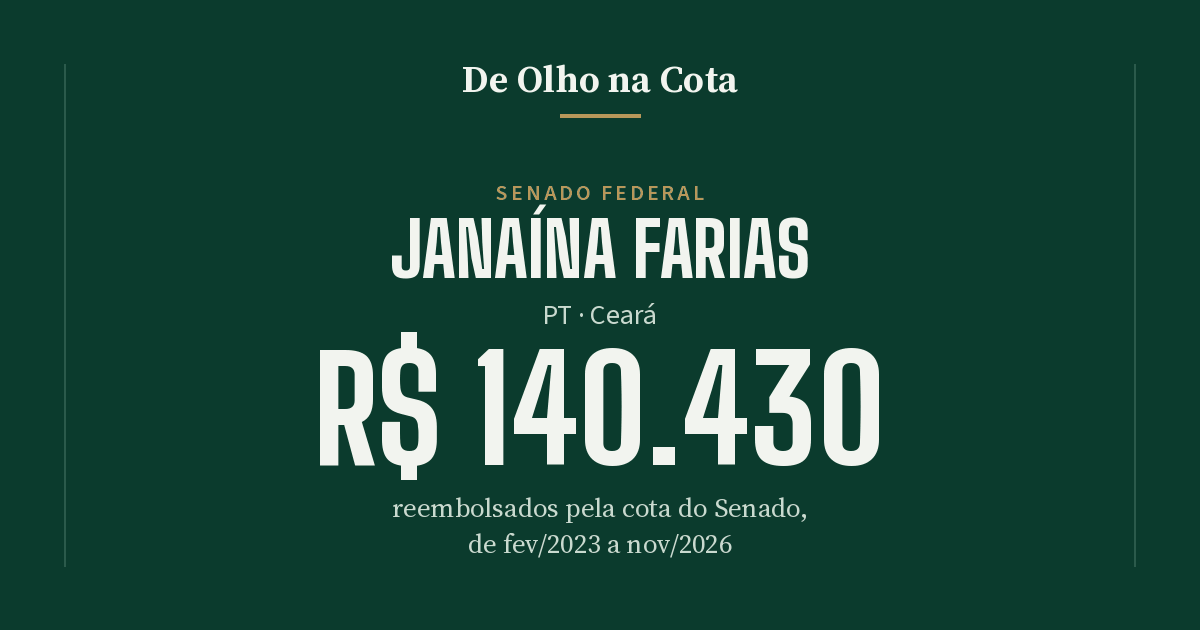 De Olho na Cota
SENADO FEDERAL
JANAÍNA FARIAS
PT · Ceará
R$ 140.430
reembolsados pela cota do Senado,
de fev/2023 a nov/2026